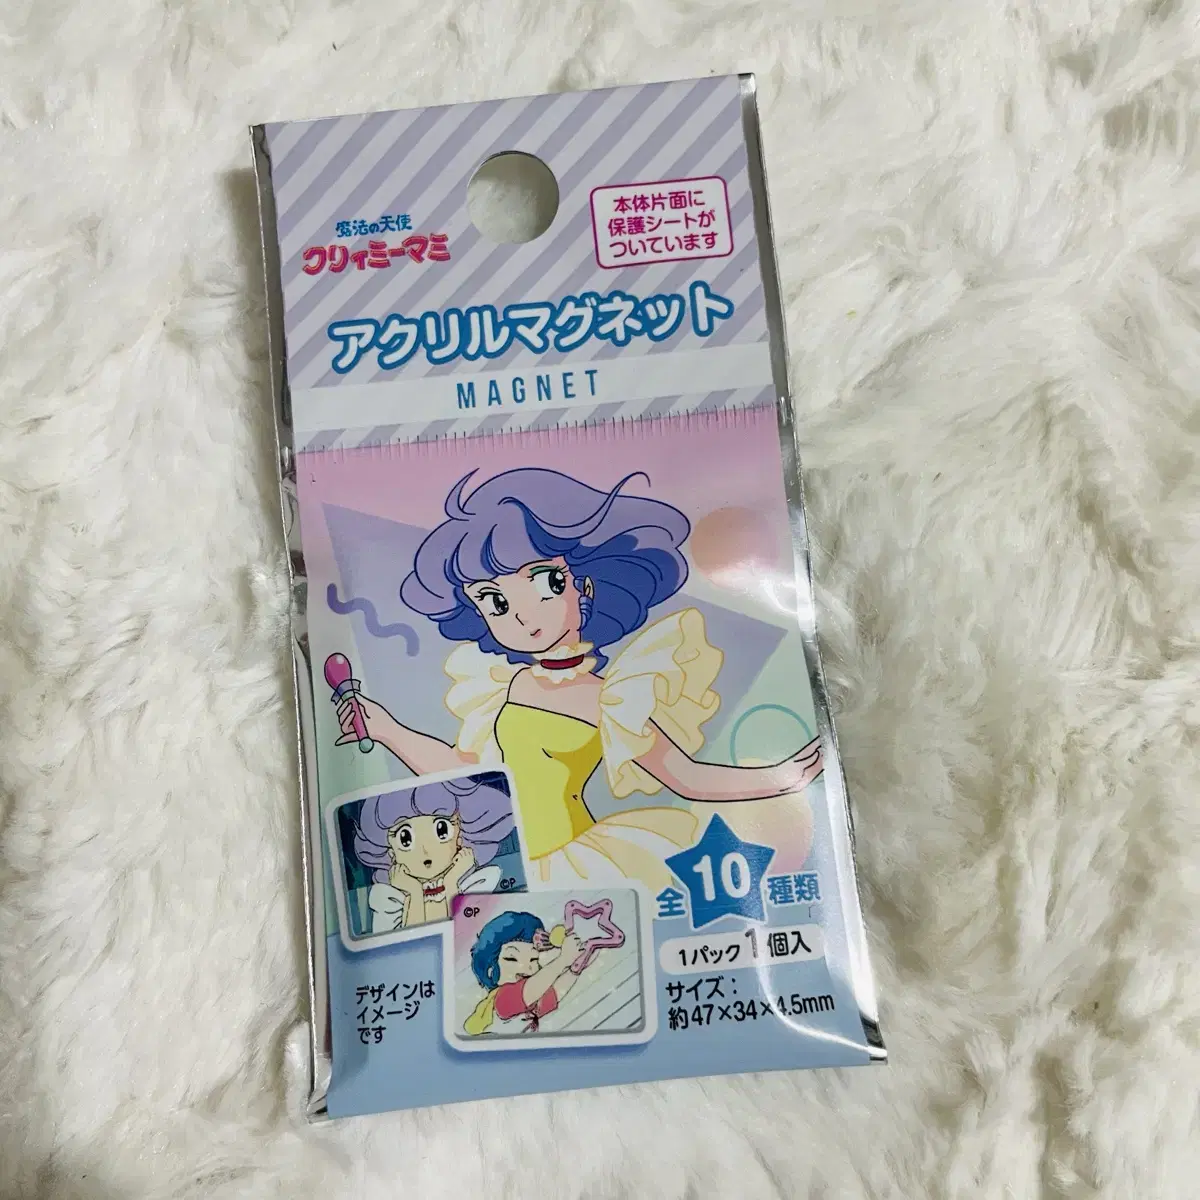 魔法の天使
クリィミーマミ
本体片面に
保護シートが
ついています
アクリルマグネット
MAGNET
©P
©P
全10種類
1パック1個入
サイズ：
約47×34×4.5mm
デザインは
イメージ
です